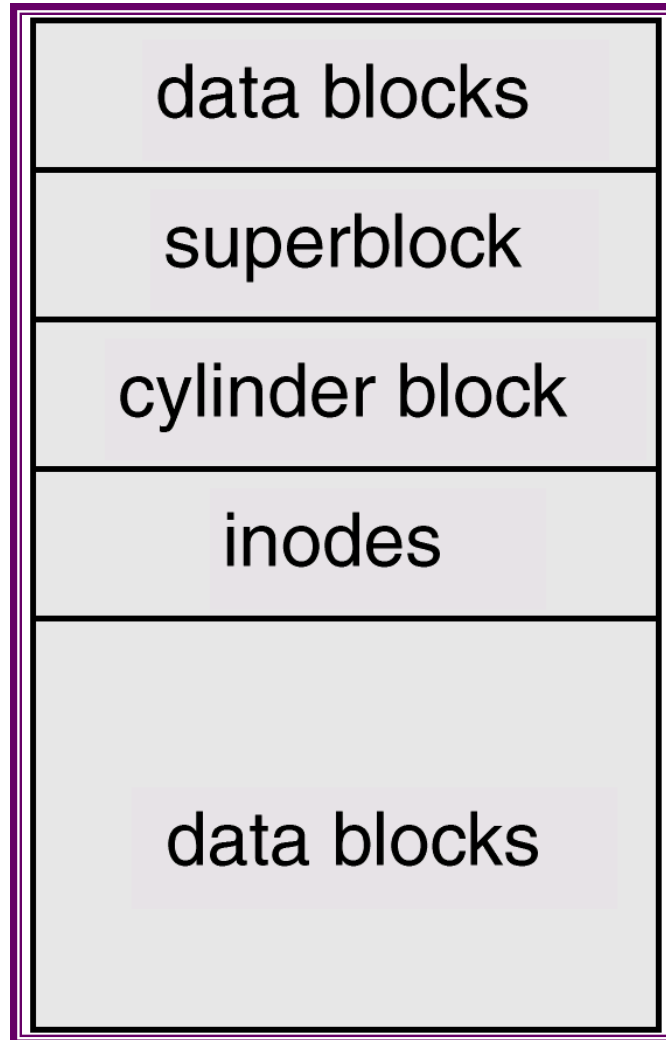 data blocks
superblock
cylinder block
inodes
data blocks